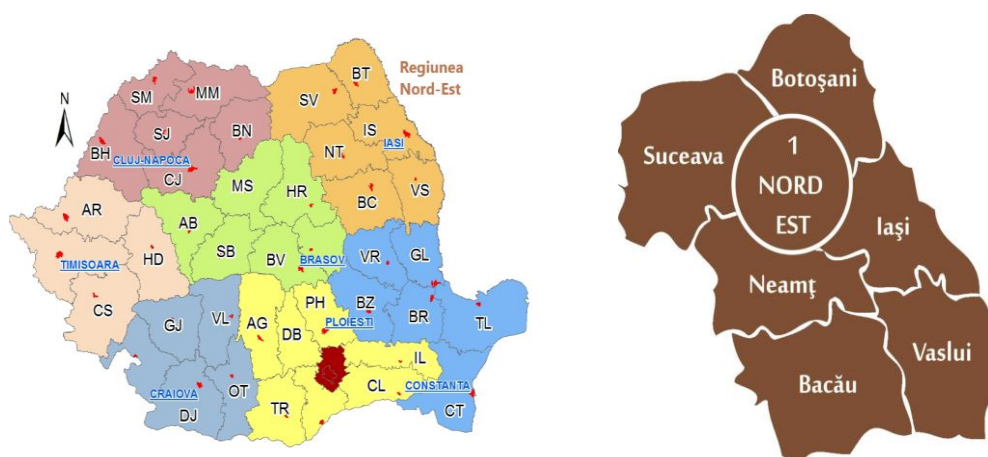 Regiunea
Nord-Est
N
SM
MM
SV
BT
BH
SJ
BN
IS
IASI
CLUJ-NAPOCA
CJ
NT
MS
HR
BC
VS
AR
AB
TIMISOARA
HD
SB
BV
BRASOV
VR
GL
CS
GJ
VL
AG
DB
PH
PLOIESTI
BZ
BR
TL
CRAIOVA
DJ
OT
TR
IL
CL
CONSTANTA
CT
Botoşani
Suceava
1
NORD
EST
Iaşi
Neamţ
Vaslui
Bacău